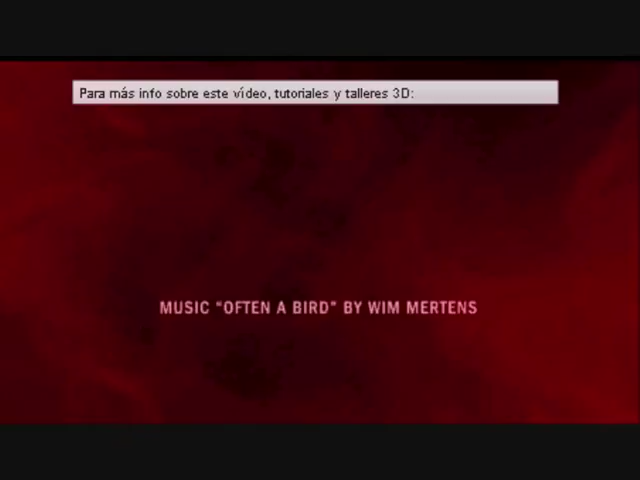 Para más info sobre este vídeo, tutoriales y talleres 3D:
MUSIC "OFTEN A BIRD" BY WIM MERTENS